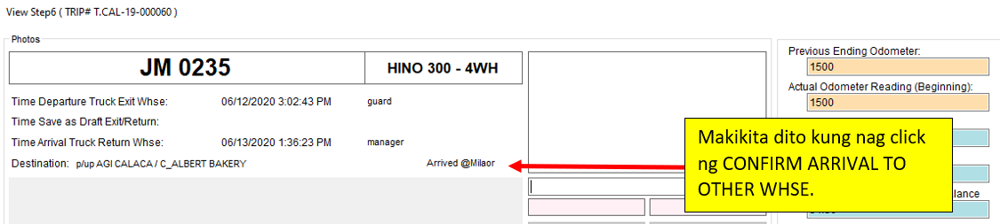 View Step6 ( TRIP# T.CAL-19-000060 )
Photos
JM 0235
HINO 300 - 4WH
Time Departure Truck Exit Whse: 06/12/2020 3:02:43 PM guard
Time Save as Draft Exit/Return:
Time Arrival Truck Return Whse: 06/13/2020 1:36:23 PM manager
Destination: p/up AGI CALACA / C_ALBERT BAKERY Arrived @Milaor
Previous Ending Odometer:
1500
Actual Odometer Reading (Beginning):
1500
Makikita dito kung nag click
ng CONFIRM ARRIVAL TO
OTHER WHSE.